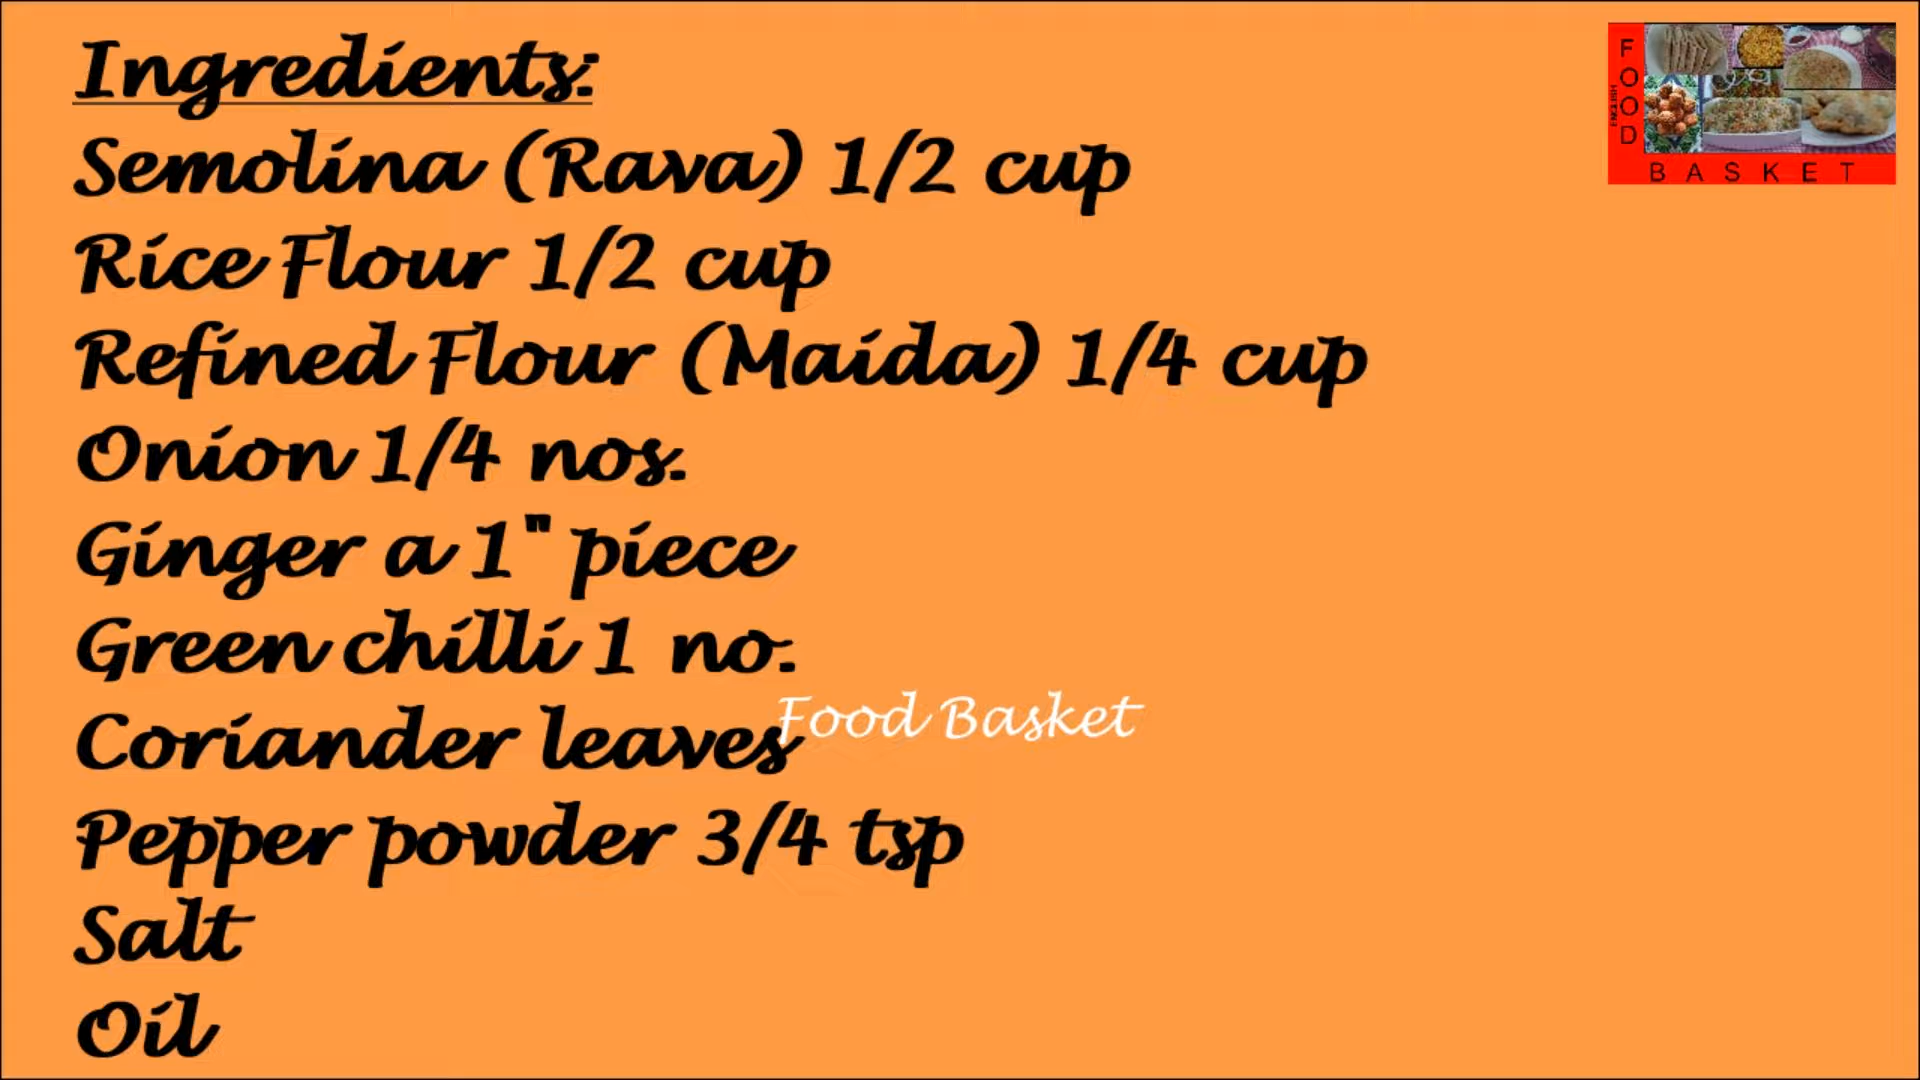 Ingredients:
Semolina (Rava) 1/2 cup
Rice Flour 1/2 cup
Refined Flour (Maida) 1/4 cup
Onion 1/4 nos.
Ginger a 1" piece
Green chilli 1 no.
Coriander leaves
Pepper powder 3/4 tsp
Salt
Oil
Food Basket
ENGLISH
FOOD
BASKET